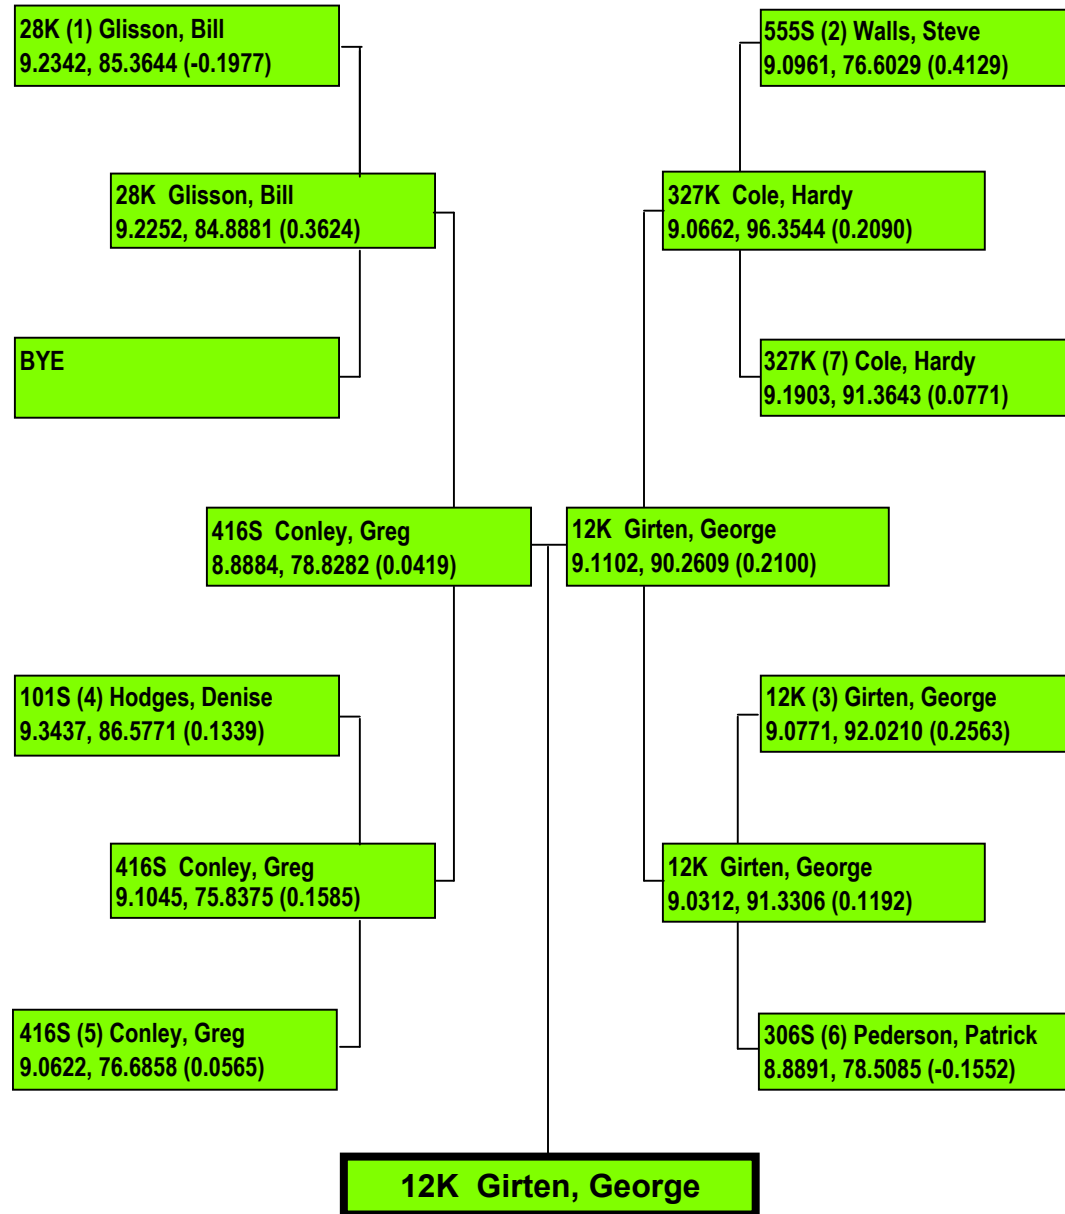 28K (1) Glisson, Bill
9.2342, 85.3644 (-0.1977)
555S (2) Walls, Steve
9.0961, 76.6029 (0.4129)
28K  Glisson, Bill
9.2252, 84.8881 (0.3624)
327K  Cole, Hardy
9.0662, 96.3544 (0.2090)
BYE
327K (7) Cole, Hardy
9.1903, 91.3643 (0.0771)
416S  Conley, Greg
8.8884, 78.8282 (0.0419)
12K  Girten, George
9.1102, 90.2609 (0.2100)
101S (4) Hodges, Denise
9.3437, 86.5771 (0.1339)
12K (3) Girten, George
9.0771, 92.0210 (0.2563)
416S  Conley, Greg
9.1045, 75.8375 (0.1585)
12K  Girten, George
9.0312, 91.3306 (0.1192)
416S (5) Conley, Greg
9.0622, 76.6858 (0.0565)
306S (6) Pederson, Patrick
8.8891, 78.5085 (-0.1552)
12K  Girten, George